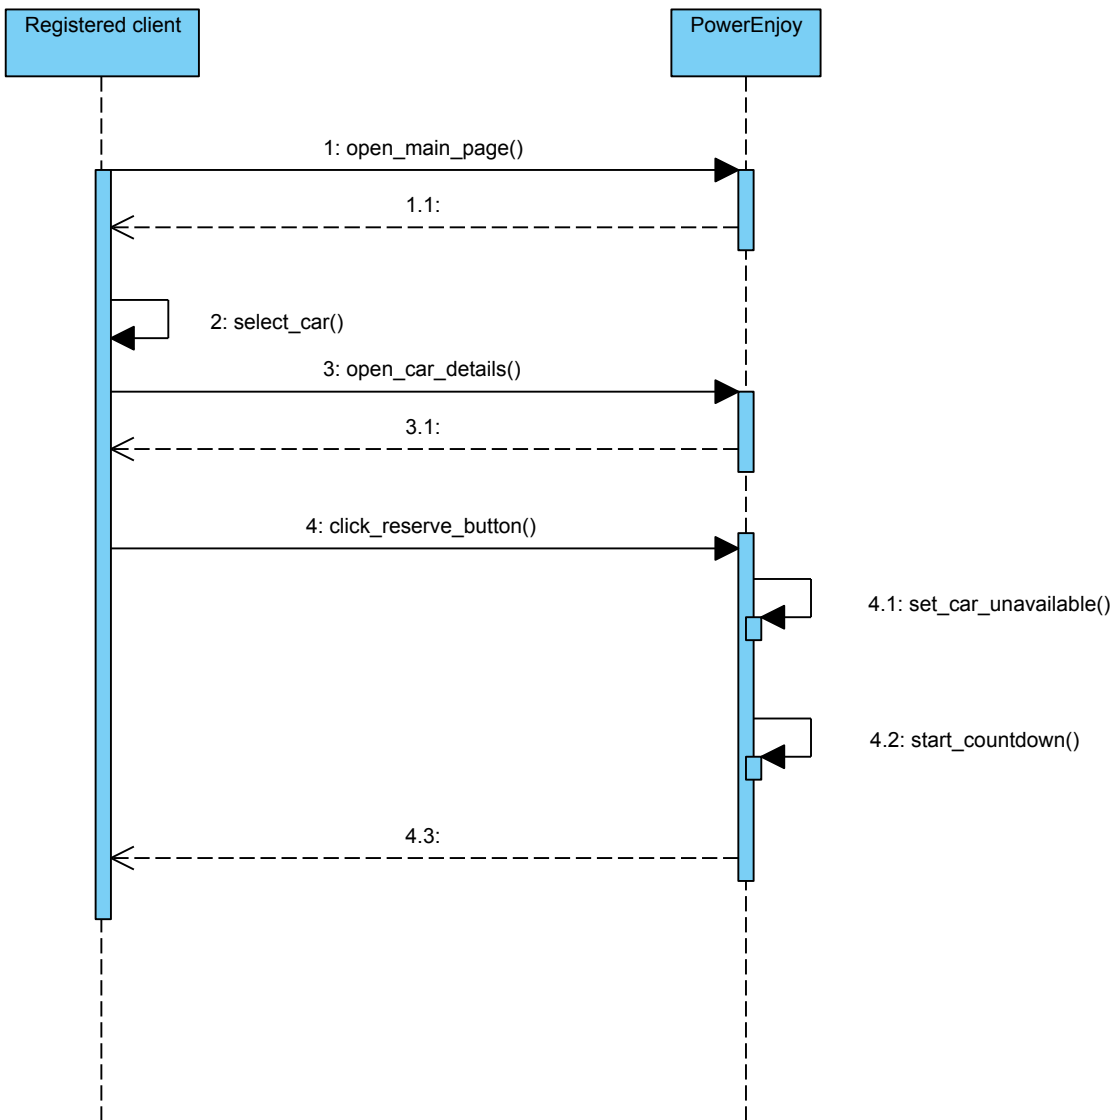 Registered client
PowerEnjoy
1: open_main_page()
1.1:
2: select_car()
3: open_car_details()
3.1:
4: click_reserve_button()
4.1: set_car_unavailable()
4.2: start_countdown()
4.3: